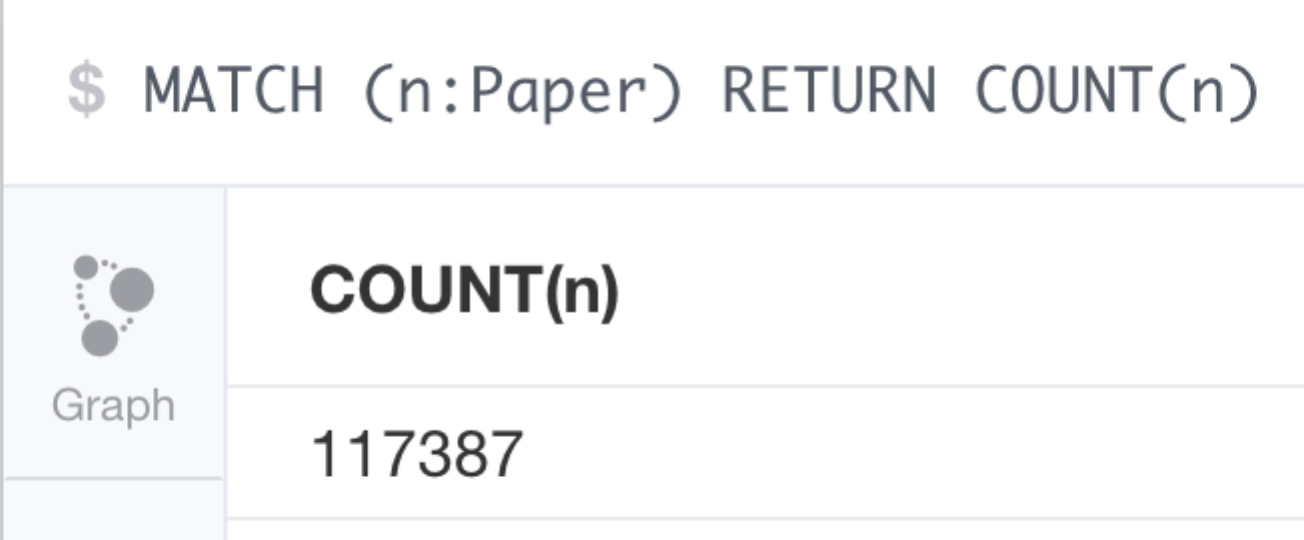 $ MATCH (n:Paper) RETURN COUNT(n)
COUNT(n)
Graph
117387